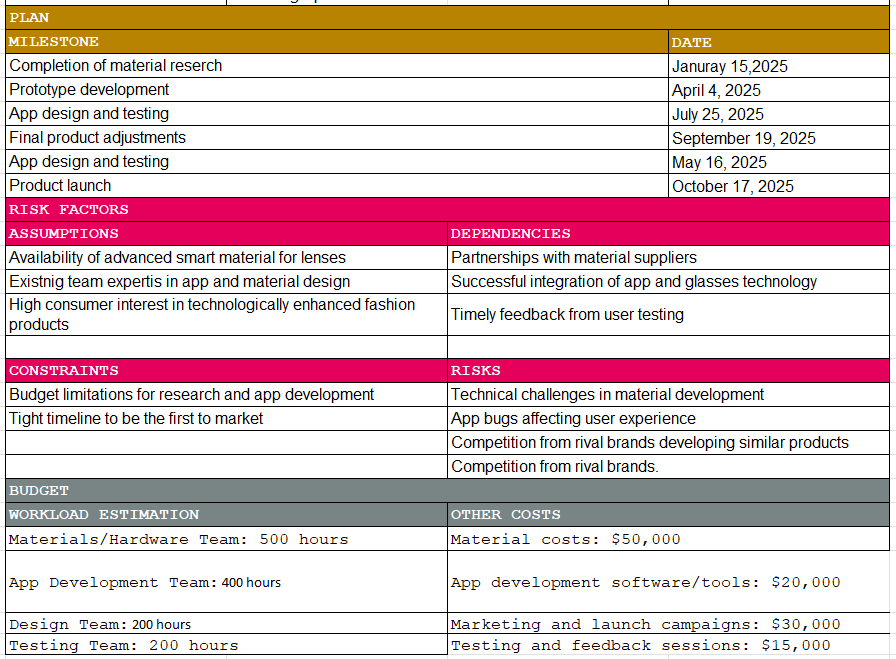 PLAN
MILESTONE DATE
Completion of material reserch Januray 15,2025
Prototype development April 4, 2025
App design and testing July 25, 2025
Final product adjustments September 19, 2025
App design and testing May 16, 2025
Product launch October 17, 2025
RISK FACTORS
ASSUMPTIONS DEPENDENCIES
Availability of advanced smart material for lenses Partnerships with material suppliers
Existnig team expertis in app and material design Successful integration of app and glasses technology
High consumer interest in technologically enhanced fashion
products Timely feedback from user testing
CONSTRAINTS RISKS
Budget limitations for research and app development Technical challenges in material development
Tight timeline to be the first to market App bugs affecting user experience
Competition from rival brands developing similar products
Competition from rival brands.
BUDGET
WORKLOAD ESTIMATION OTHER COSTS
Materials/Hardware Team: 500 hours Material costs: $50,000
App Development Team: 400 hours App development software/tools: $20,000
Design Team: 200 hours Marketing and launch campaigns: $30,000
Testing Team: 200 hours Testing and feedback sessions: $15,000